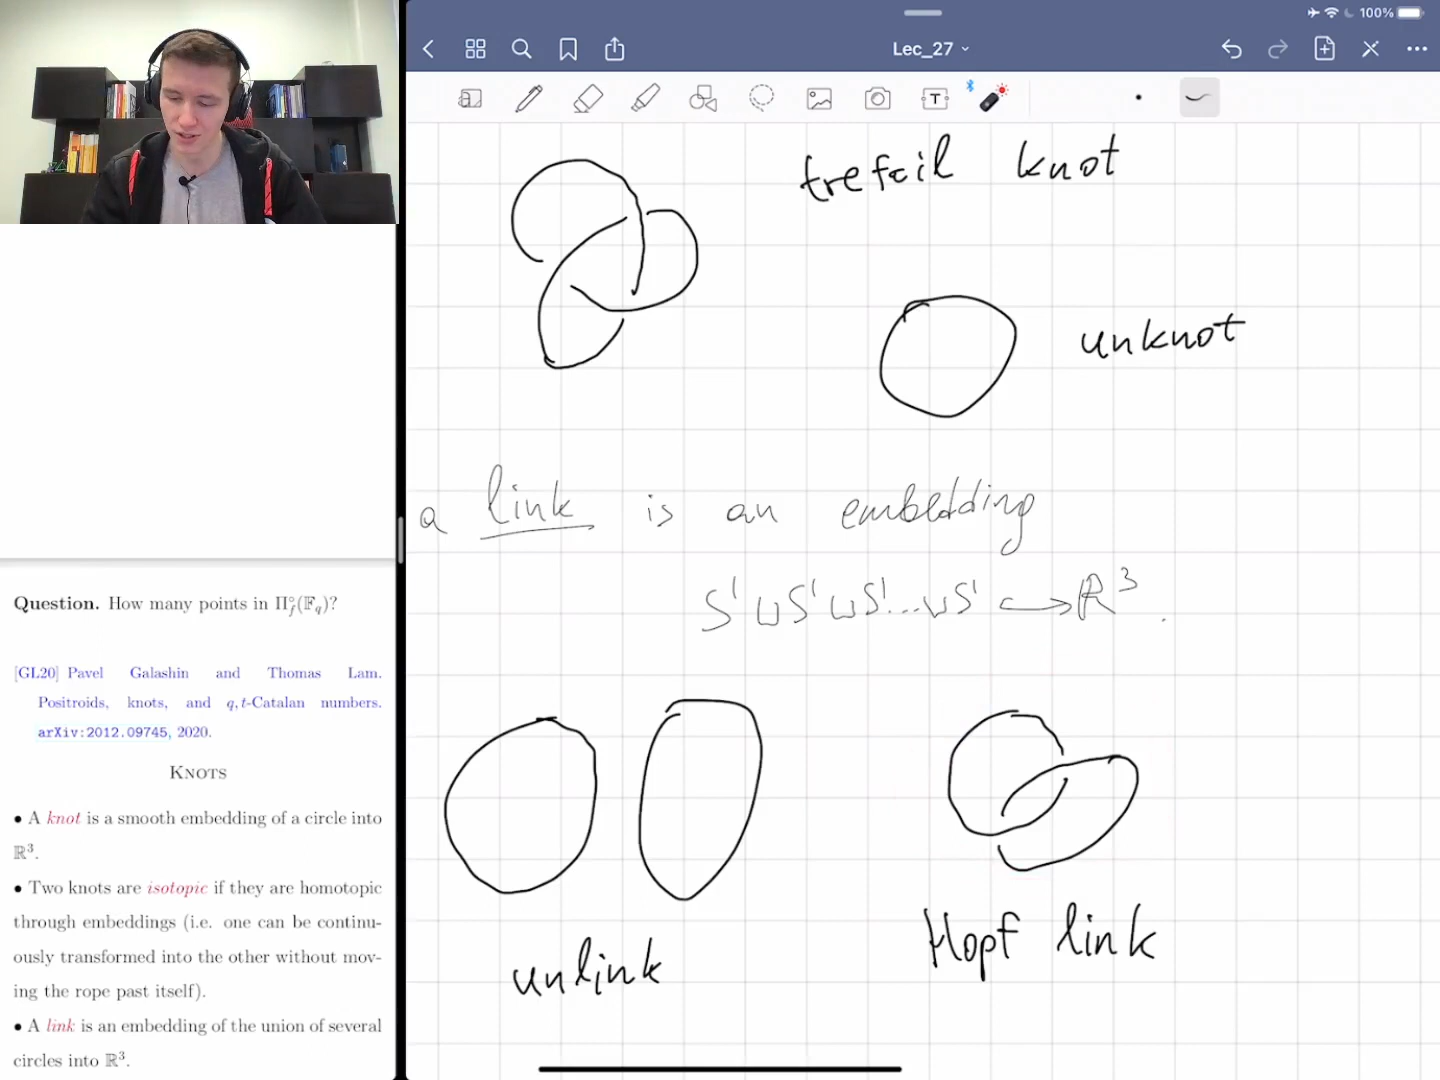 100%
Lec_27
T
trefoil knot
unknot
a link is an embedding
S¹ ⊔ S¹ ⊔ S¹ ... ⊔ S¹ ↪ ℝ³.
unlink
Hopf link
Question. How many points in Π°_f(𝔽_q)?
[GL20] Pavel Galashin and Thomas Lam.
Positroids, knots, and q,t-Catalan numbers.
arXiv:2012.09745, 2020.
KNOTS
• A knot is a smooth embedding of a circle into
ℝ³.
• Two knots are isotopic if they are homotopic
through embeddings (i.e. one can be continu-
ously transformed into the other without mov-
ing the rope past itself).
• A link is an embedding of the union of several
circles into ℝ³.